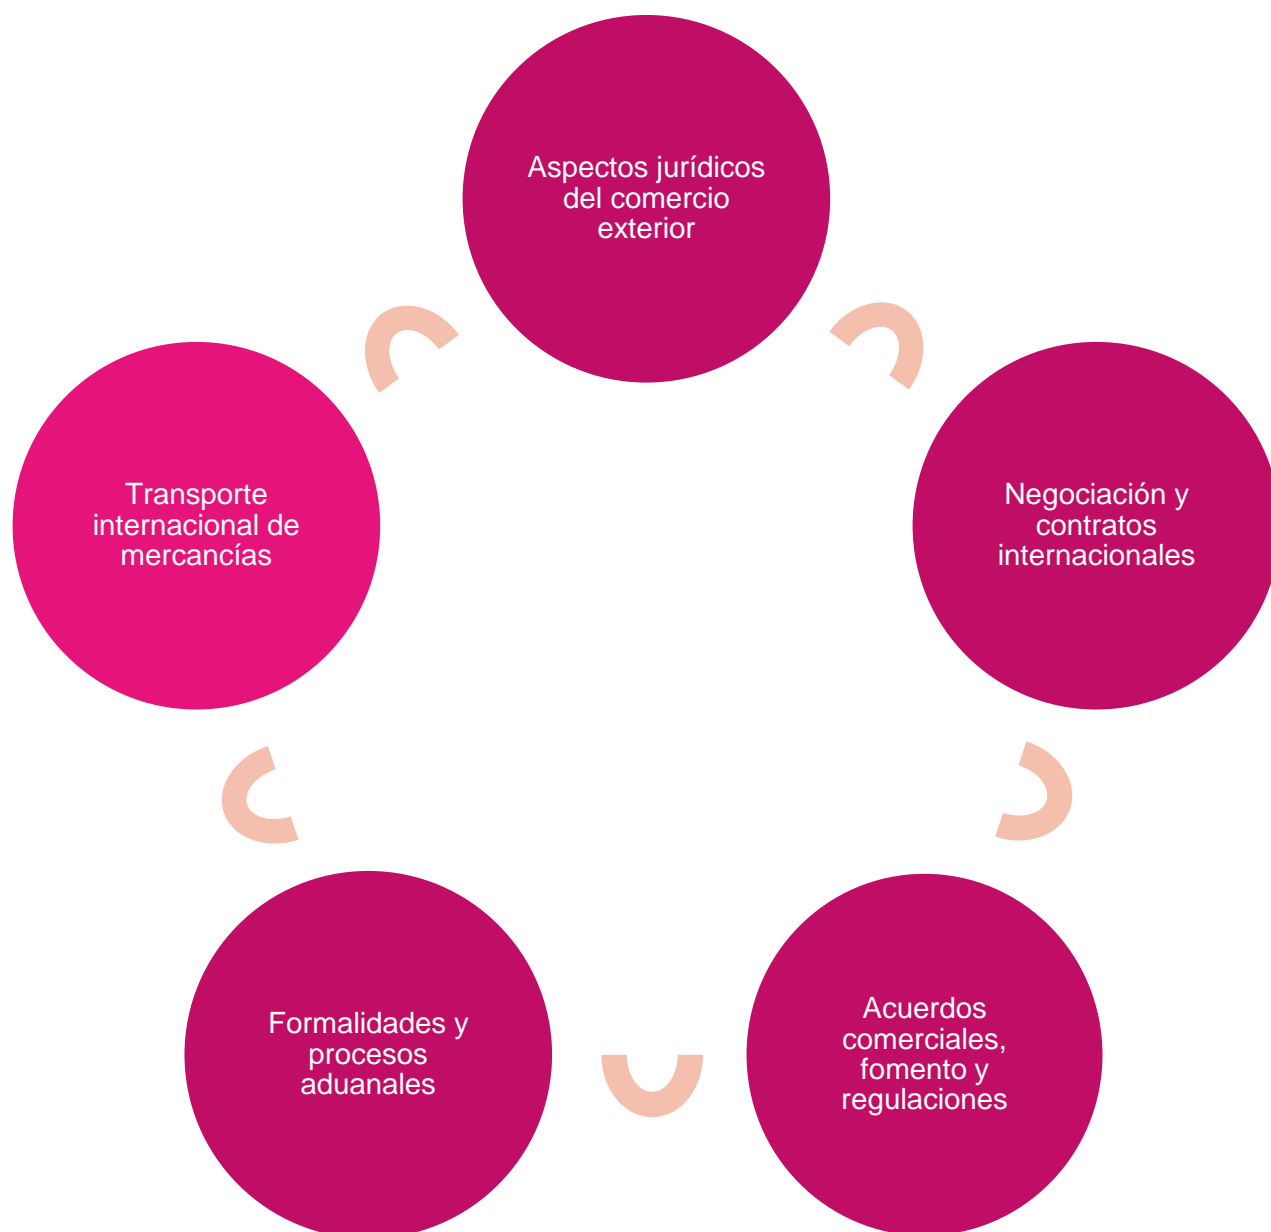 Aspectos jurídicos
del comercio
exterior
Negociación y
contratos
internacionales
Acuerdos
comerciales,
fomento y
regulaciones
Formalidades y
procesos
aduanales
Transporte
internacional de
mercancías